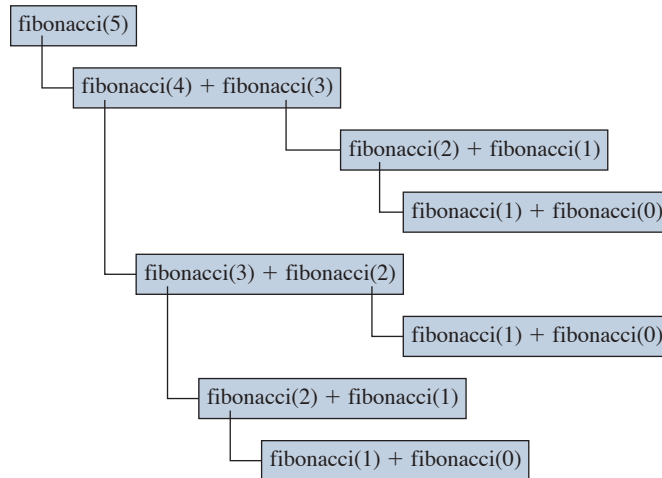 fibonacci(5)
fibonacci(4) + fibonacci(3)
fibonacci(2) + fibonacci(1)
fibonacci(1) + fibonacci(0)
fibonacci(3) + fibonacci(2)
fibonacci(1) + fibonacci(0)
fibonacci(2) + fibonacci(1)
fibonacci(1) + fibonacci(0)